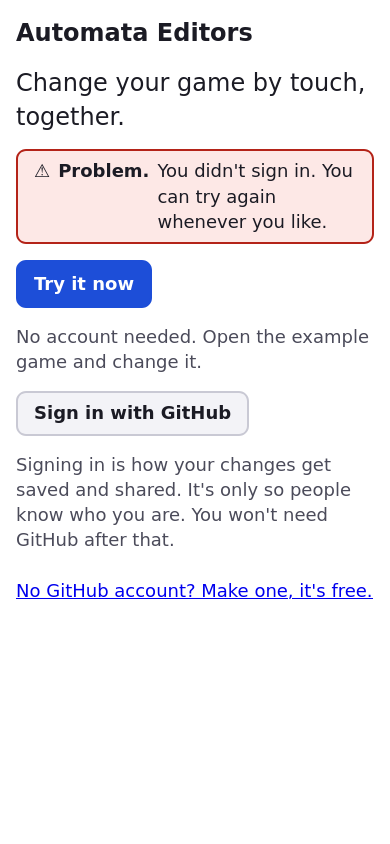 Automata Editors
Change your game by touch,
together.
⚠ Problem. You didn't sign in. You
can try again
whenever you like.
Try it now
No account needed. Open the example
game and change it.
Sign in with GitHub
Signing in is how your changes get
saved and shared. It's only so people
know who you are. You won't need
GitHub after that.
No GitHub account? Make one, it's free.